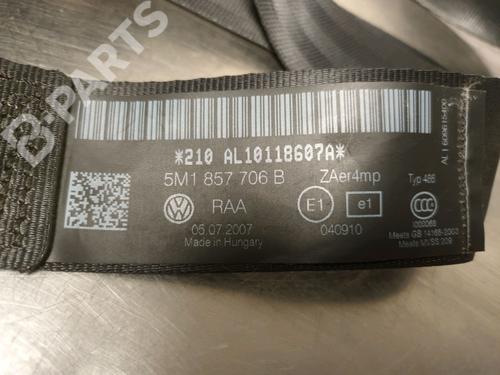 B-PARTS
*210 AL10118607A*
5M1 857 706 B ZAer4mp Typ 486
RAA E1 e1 CCC
05.07.2007 040910
Made in Hungary Meets GB 14166-2003
Meets MVSS 209